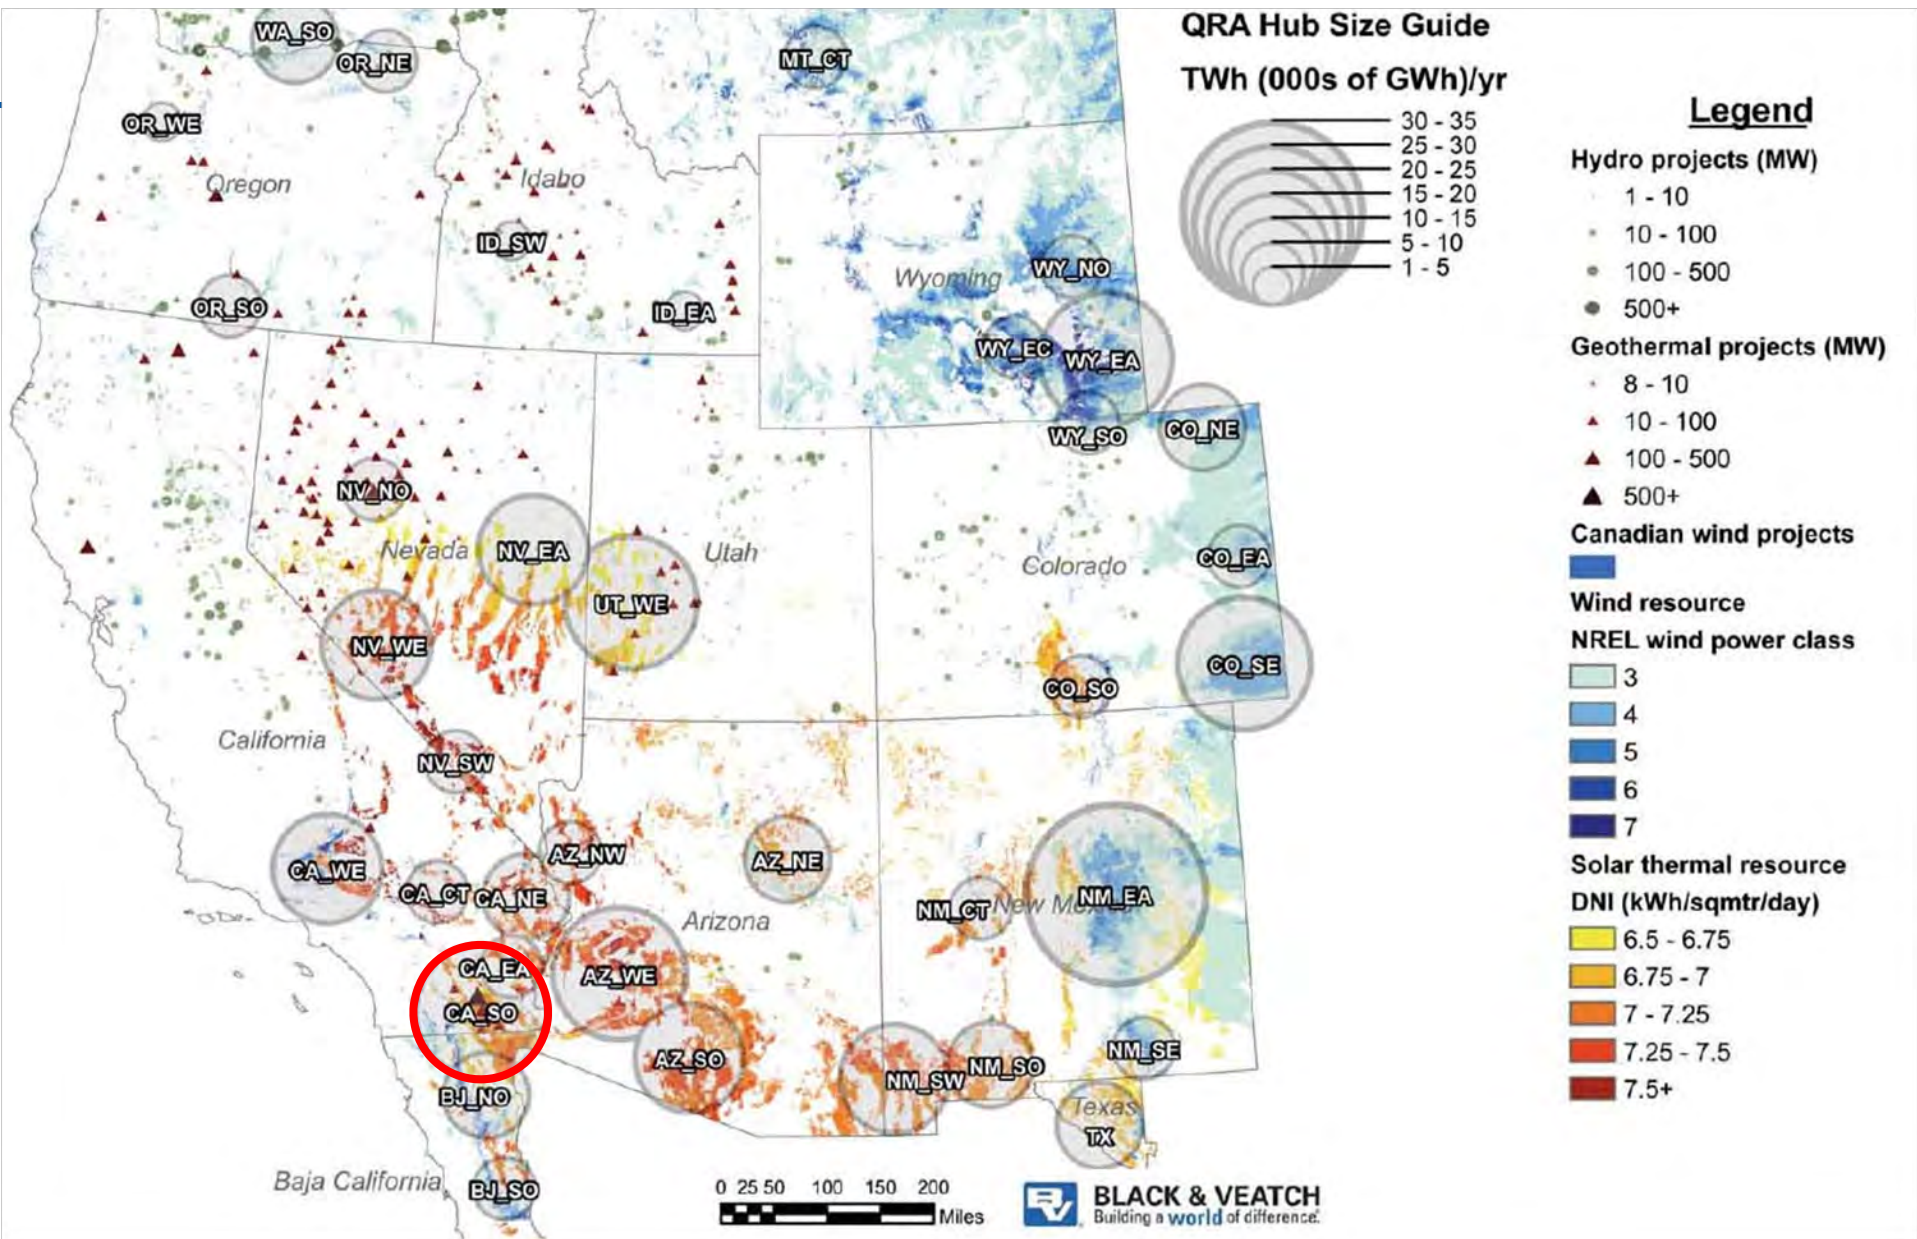 QRA Hub Size Guide
TWh (000s of GWh)/yr
30 - 35
25 - 30
20 - 25
15 - 20
10 - 15
5 - 10
1 - 5
Legend
Hydro projects (MW)
1 - 10
10 - 100
100 - 500
500+
Geothermal projects (MW)
8 - 10
10 - 100
100 - 500
500+
Canadian wind projects
Wind resource
NREL wind power class
3
4
5
6
7
Solar thermal resource
DNI (kWh/sqmtr/day)
6.5 - 6.75
6.75 - 7
7 - 7.25
7.25 - 7.5
7.5+
WA_SO
OR_NE
MT_CT
OR_WE
Oregon
Idaho
ID_SW
Wyoming
WY_NO
OR_SO
ID_EA
WY_EC
WY_EA
WY_SO
CO_NE
NV_NO
Nevada
NV_EA
Utah
Colorado
CO_EA
UT_WE
NV_WE
CO_SE
CO_SO
California
NV_SW
CA_WE
AZ_NW
AZ_NE
CA_CT
CA_NE
NM_CT
New Mexico
NM_EA
Arizona
CA_EA
AZ_WE
CA_SO
AZ_SO
NM_SW
NM_SO
NM_SE
BJ_NO
Texas
TX
Baja California
BJ_SO
0 25 50 100 150 200
Miles
BV
BLACK & VEATCH
Building a world of difference.